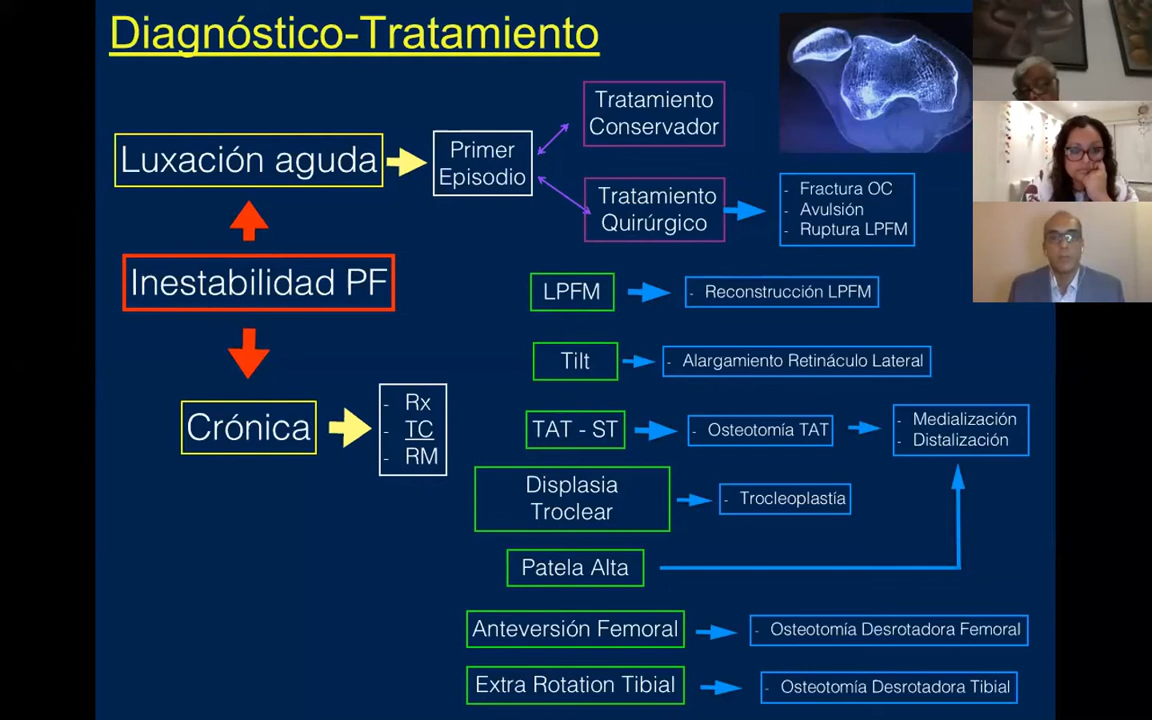 Diagnóstico-Tratamiento
Luxación aguda
Primer
Episodio
Tratamiento
Conservador
Tratamiento
Quirúrgico
- Fractura OC
- Avulsión
- Ruptura LPFM
Inestabilidad PF
Crónica
- Rx
- TC
- RM
LPFM
- Reconstrucción LPFM
Tilt
- Alargamiento Retináculo Lateral
TAT - ST
- Osteotomía TAT
- Medialización
- Distalización
Displasia
Troclear
- Trocleoplastía
Patela Alta
Anteversión Femoral
- Osteotomía Desrotadora Femoral
Extra Rotation Tibial
- Osteotomía Desrotadora Tibial